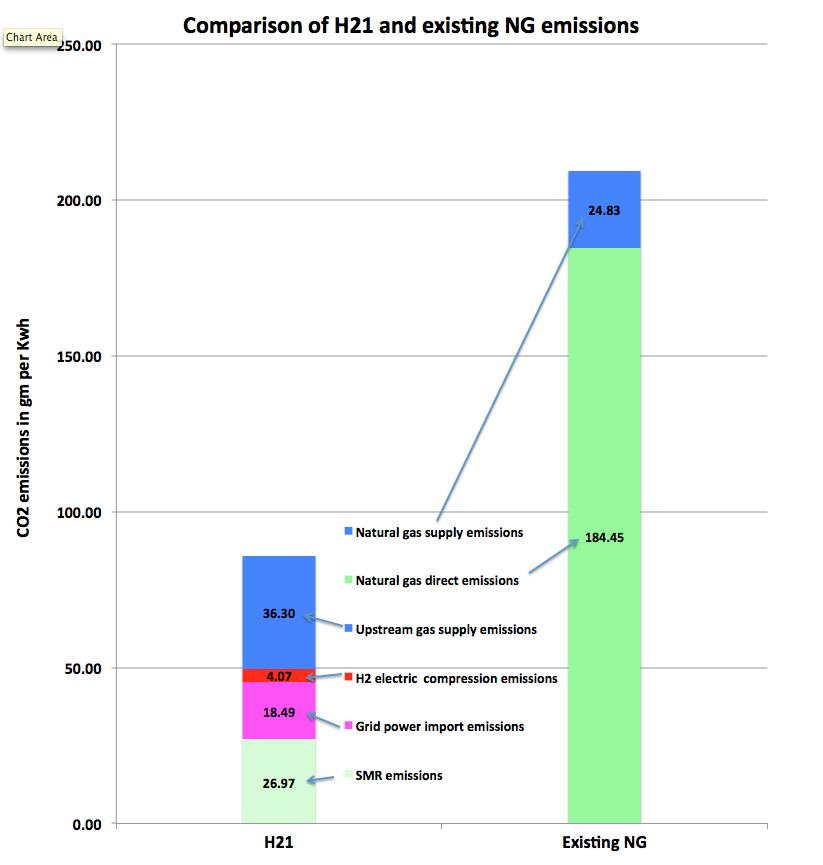 Comparison of H21 and existing NG emissions
Chart Area
250.00
200.00
150.00
100.00
50.00
0.00
CO2 emissions in gm per Kwh
24.83
184.45
36.30
4.07
18.49
26.97
Natural gas supply emissions
Natural gas direct emissions
Upstream gas supply emissions
H2 electric compression emissions
Grid power import emissions
SMR emissions
H21
Existing NG